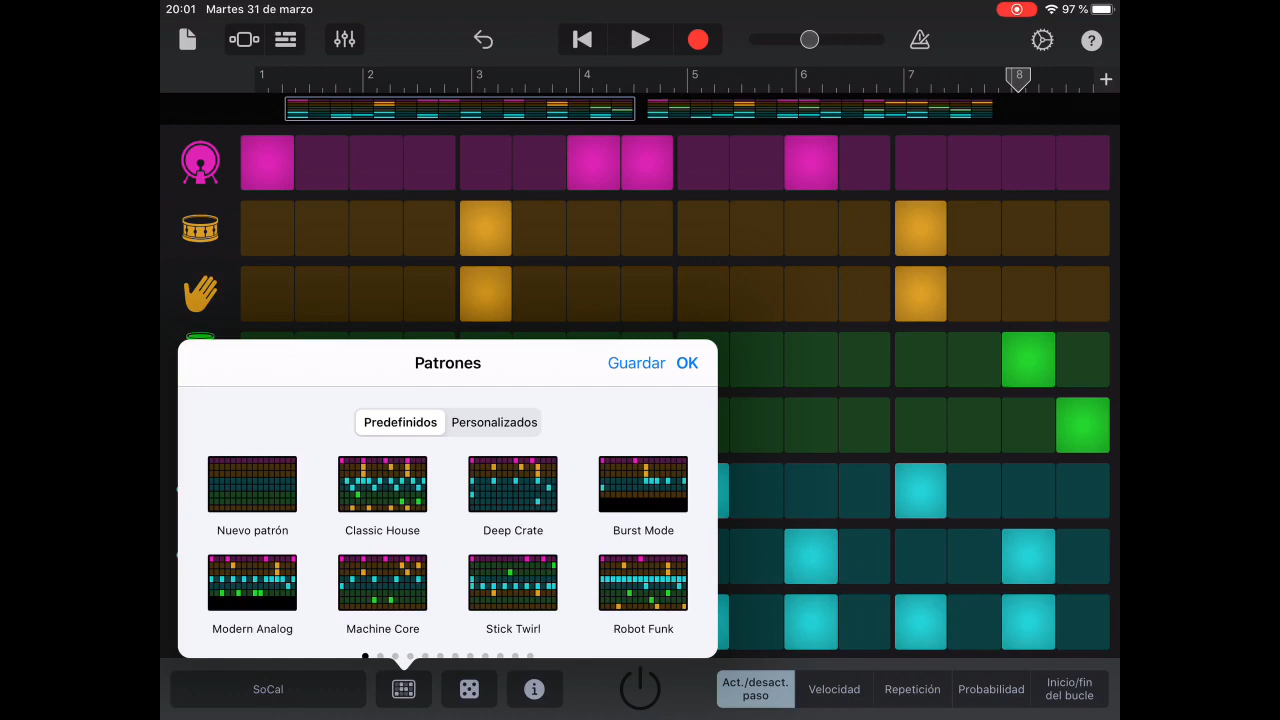 20:01 Martes 31 de marzo
97 %
1 2 3 4 5 6 7 8
Patrones
Guardar OK
Predefinidos Personalizados
Nuevo patrón Classic House Deep Crate Burst Mode
Modern Analog Machine Core Stick Twirl Robot Funk
SoCal
Act./desact.
paso
Velocidad
Repetición
Probabilidad
Inicio/fin
del bucle